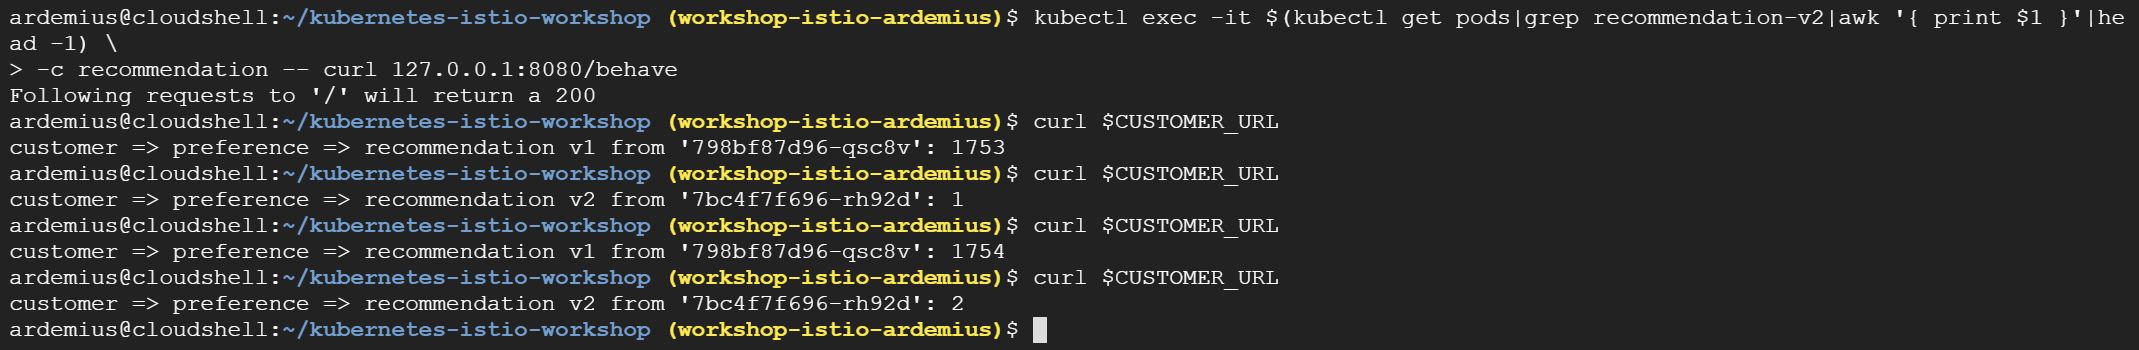 ardemius@cloudshell:~/kubernetes-istio-workshop (workshop-istio-ardemius)$ kubectl exec -it $(kubectl get pods|grep recommendation-v2|awk '{ print $1 }'|he
ad -1) \
> -c recommendation -- curl 127.0.0.1:8080/behave
Following requests to '/' will return a 200
ardemius@cloudshell:~/kubernetes-istio-workshop (workshop-istio-ardemius)$ curl $CUSTOMER_URL
customer => preference => recommendation v1 from '798bf87d96-qsc8v': 1753
ardemius@cloudshell:~/kubernetes-istio-workshop (workshop-istio-ardemius)$ curl $CUSTOMER_URL
customer => preference => recommendation v2 from '7bc4f7f696-rh92d': 1
ardemius@cloudshell:~/kubernetes-istio-workshop (workshop-istio-ardemius)$ curl $CUSTOMER_URL
customer => preference => recommendation v1 from '798bf87d96-qsc8v': 1754
ardemius@cloudshell:~/kubernetes-istio-workshop (workshop-istio-ardemius)$ curl $CUSTOMER_URL
customer => preference => recommendation v2 from '7bc4f7f696-rh92d': 2
ardemius@cloudshell:~/kubernetes-istio-workshop (workshop-istio-ardemius)$